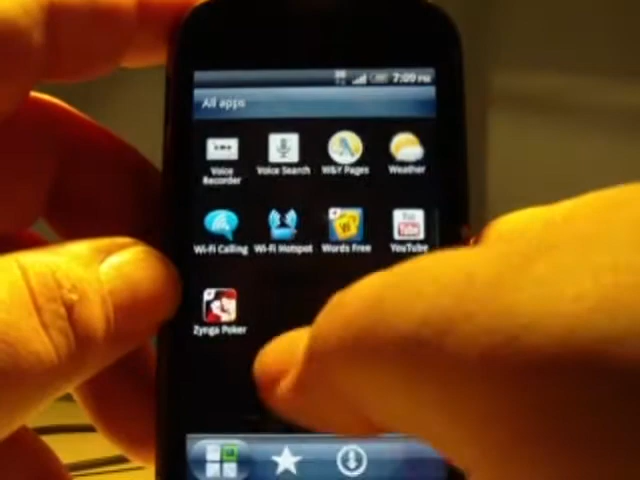 7:09 PM
All apps
Voice Recorder
Voice Search
W&Y Pages
Weather
Wi-Fi Calling
Wi-Fi Hotspot
Words Free
YouTube
Zynga Poker